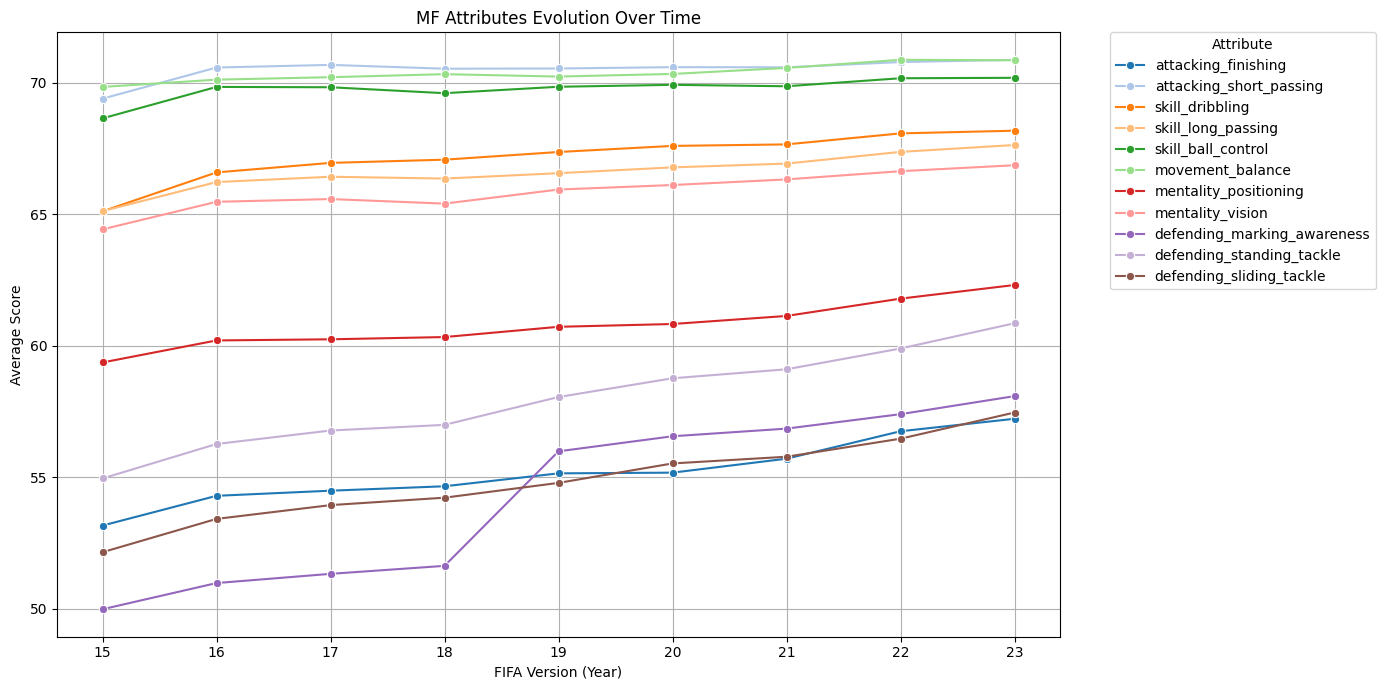 MF Attributes Evolution Over Time
Average Score
70
65
60
55
50
15 16 17 18 19 20 21 22 23
FIFA Version (Year)
Attribute
attacking_finishing
attacking_short_passing
skill_dribbling
skill_long_passing
skill_ball_control
movement_balance
mentality_positioning
mentality_vision
defending_marking_awareness
defending_standing_tackle
defending_sliding_tackle